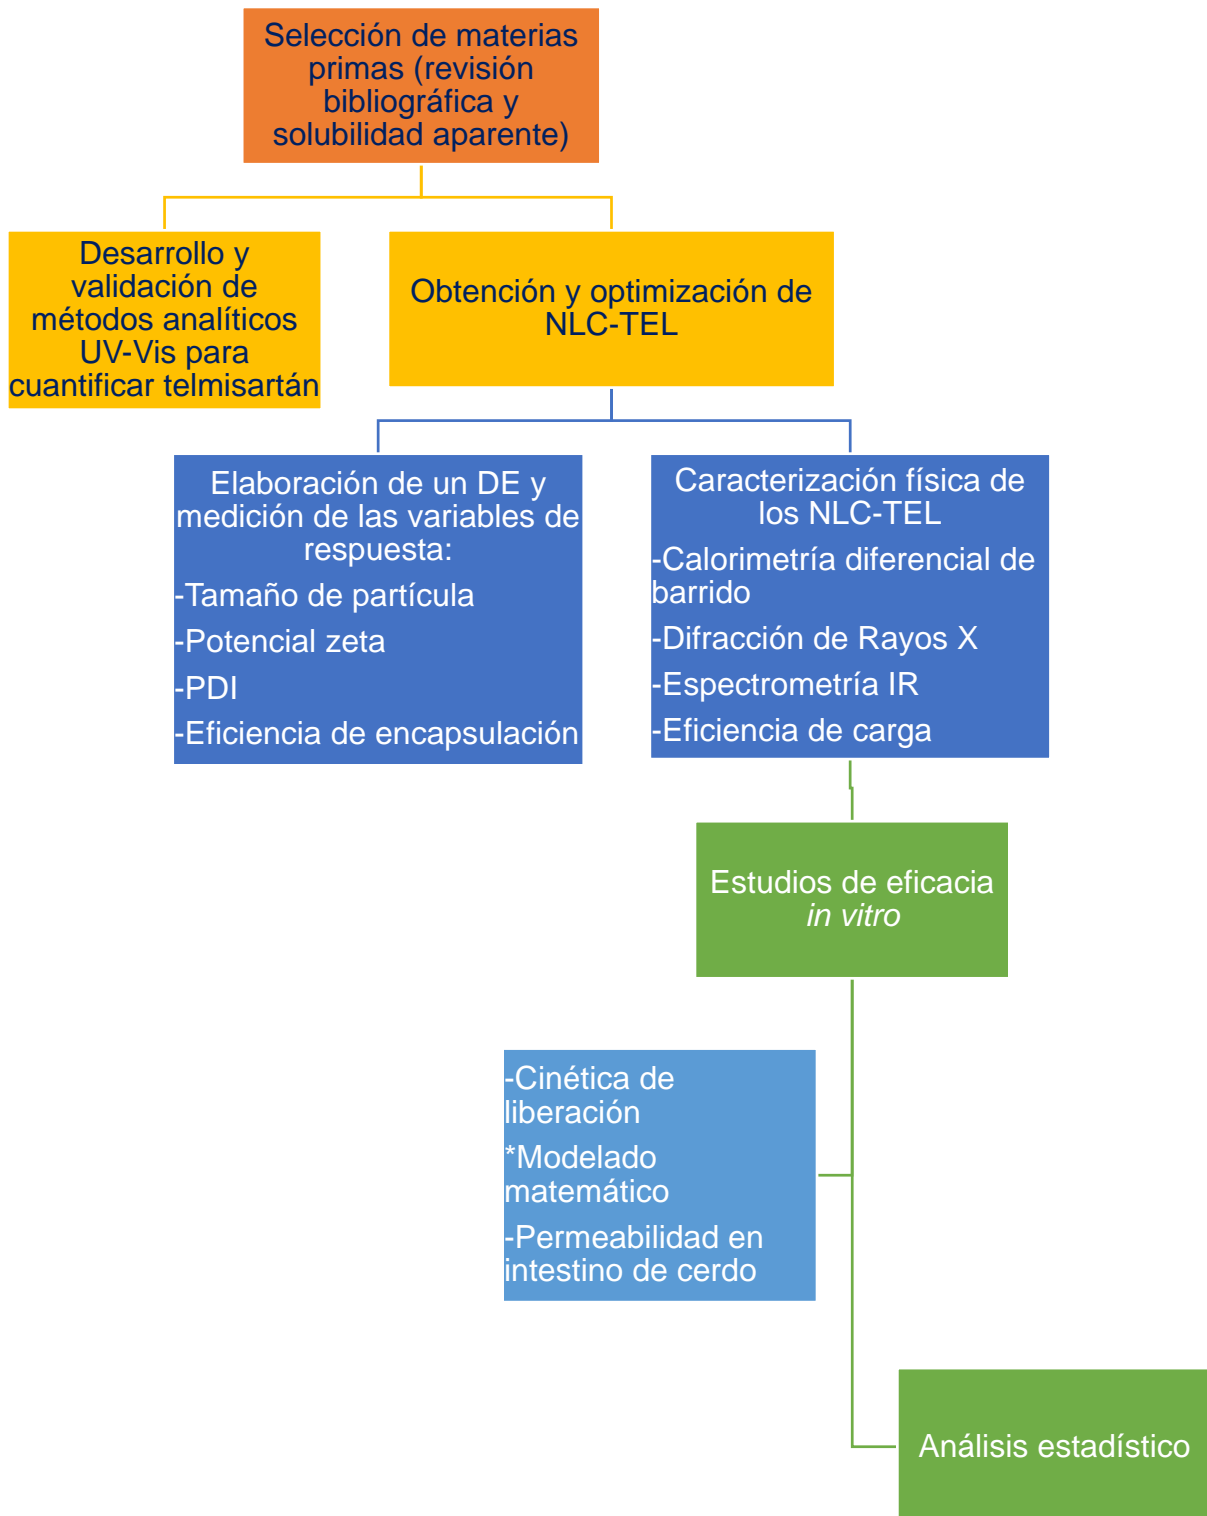 Selección de materias
primas (revisión
bibliográfica y
solubilidad aparente)
Desarrollo y
validación de
métodos analíticos
UV-Vis para
cuantificar telmisartán
Obtención y optimización de
NLC-TEL
Elaboración de un DE y
medición de las variables de
respuesta:
-Tamaño de partícula
-Potencial zeta
-PDI
-Eficiencia de encapsulación
Caracterización física de
los NLC-TEL
-Calorimetría diferencial de
barrido
-Difracción de Rayos X
-Espectrometría IR
-Eficiencia de carga
Estudios de eficacia
in vitro
-Cinética de
liberación
*Modelado
matemático
-Permeabilidad en
intestino de cerdo
Análisis estadístico